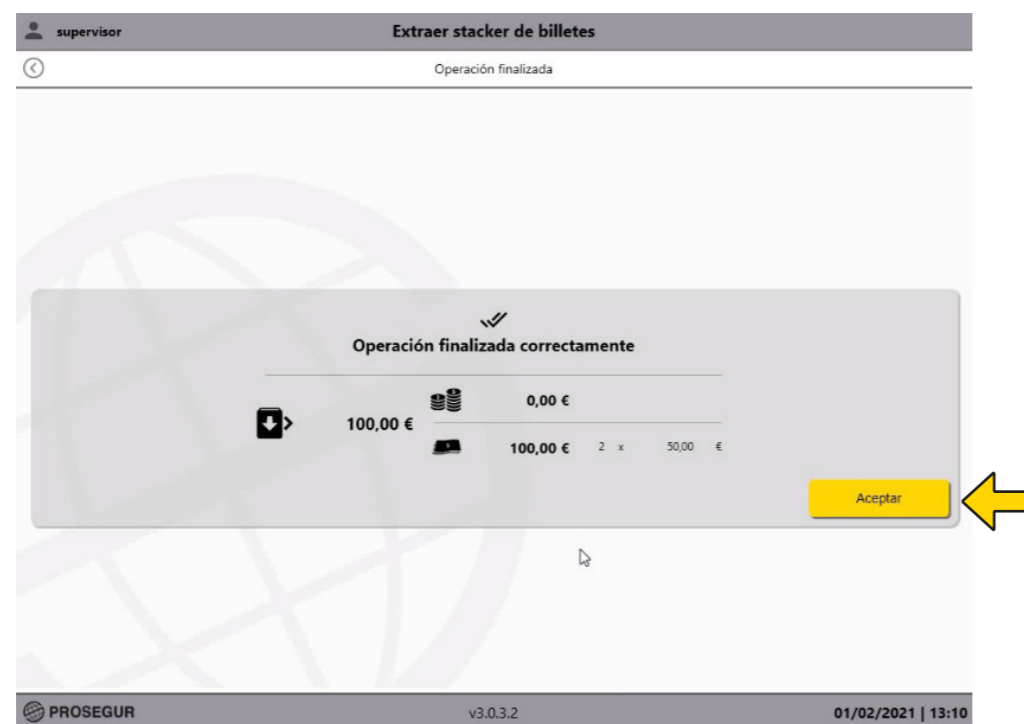 supervisor Extraer stacker de billetes
Operación finalizada
Operación finalizada correctamente
0,00 €
100,00 €
100,00 € 2 x 50,00 €
Aceptar
PROSEGUR v3.0.3.2 01/02/2021 | 13:10